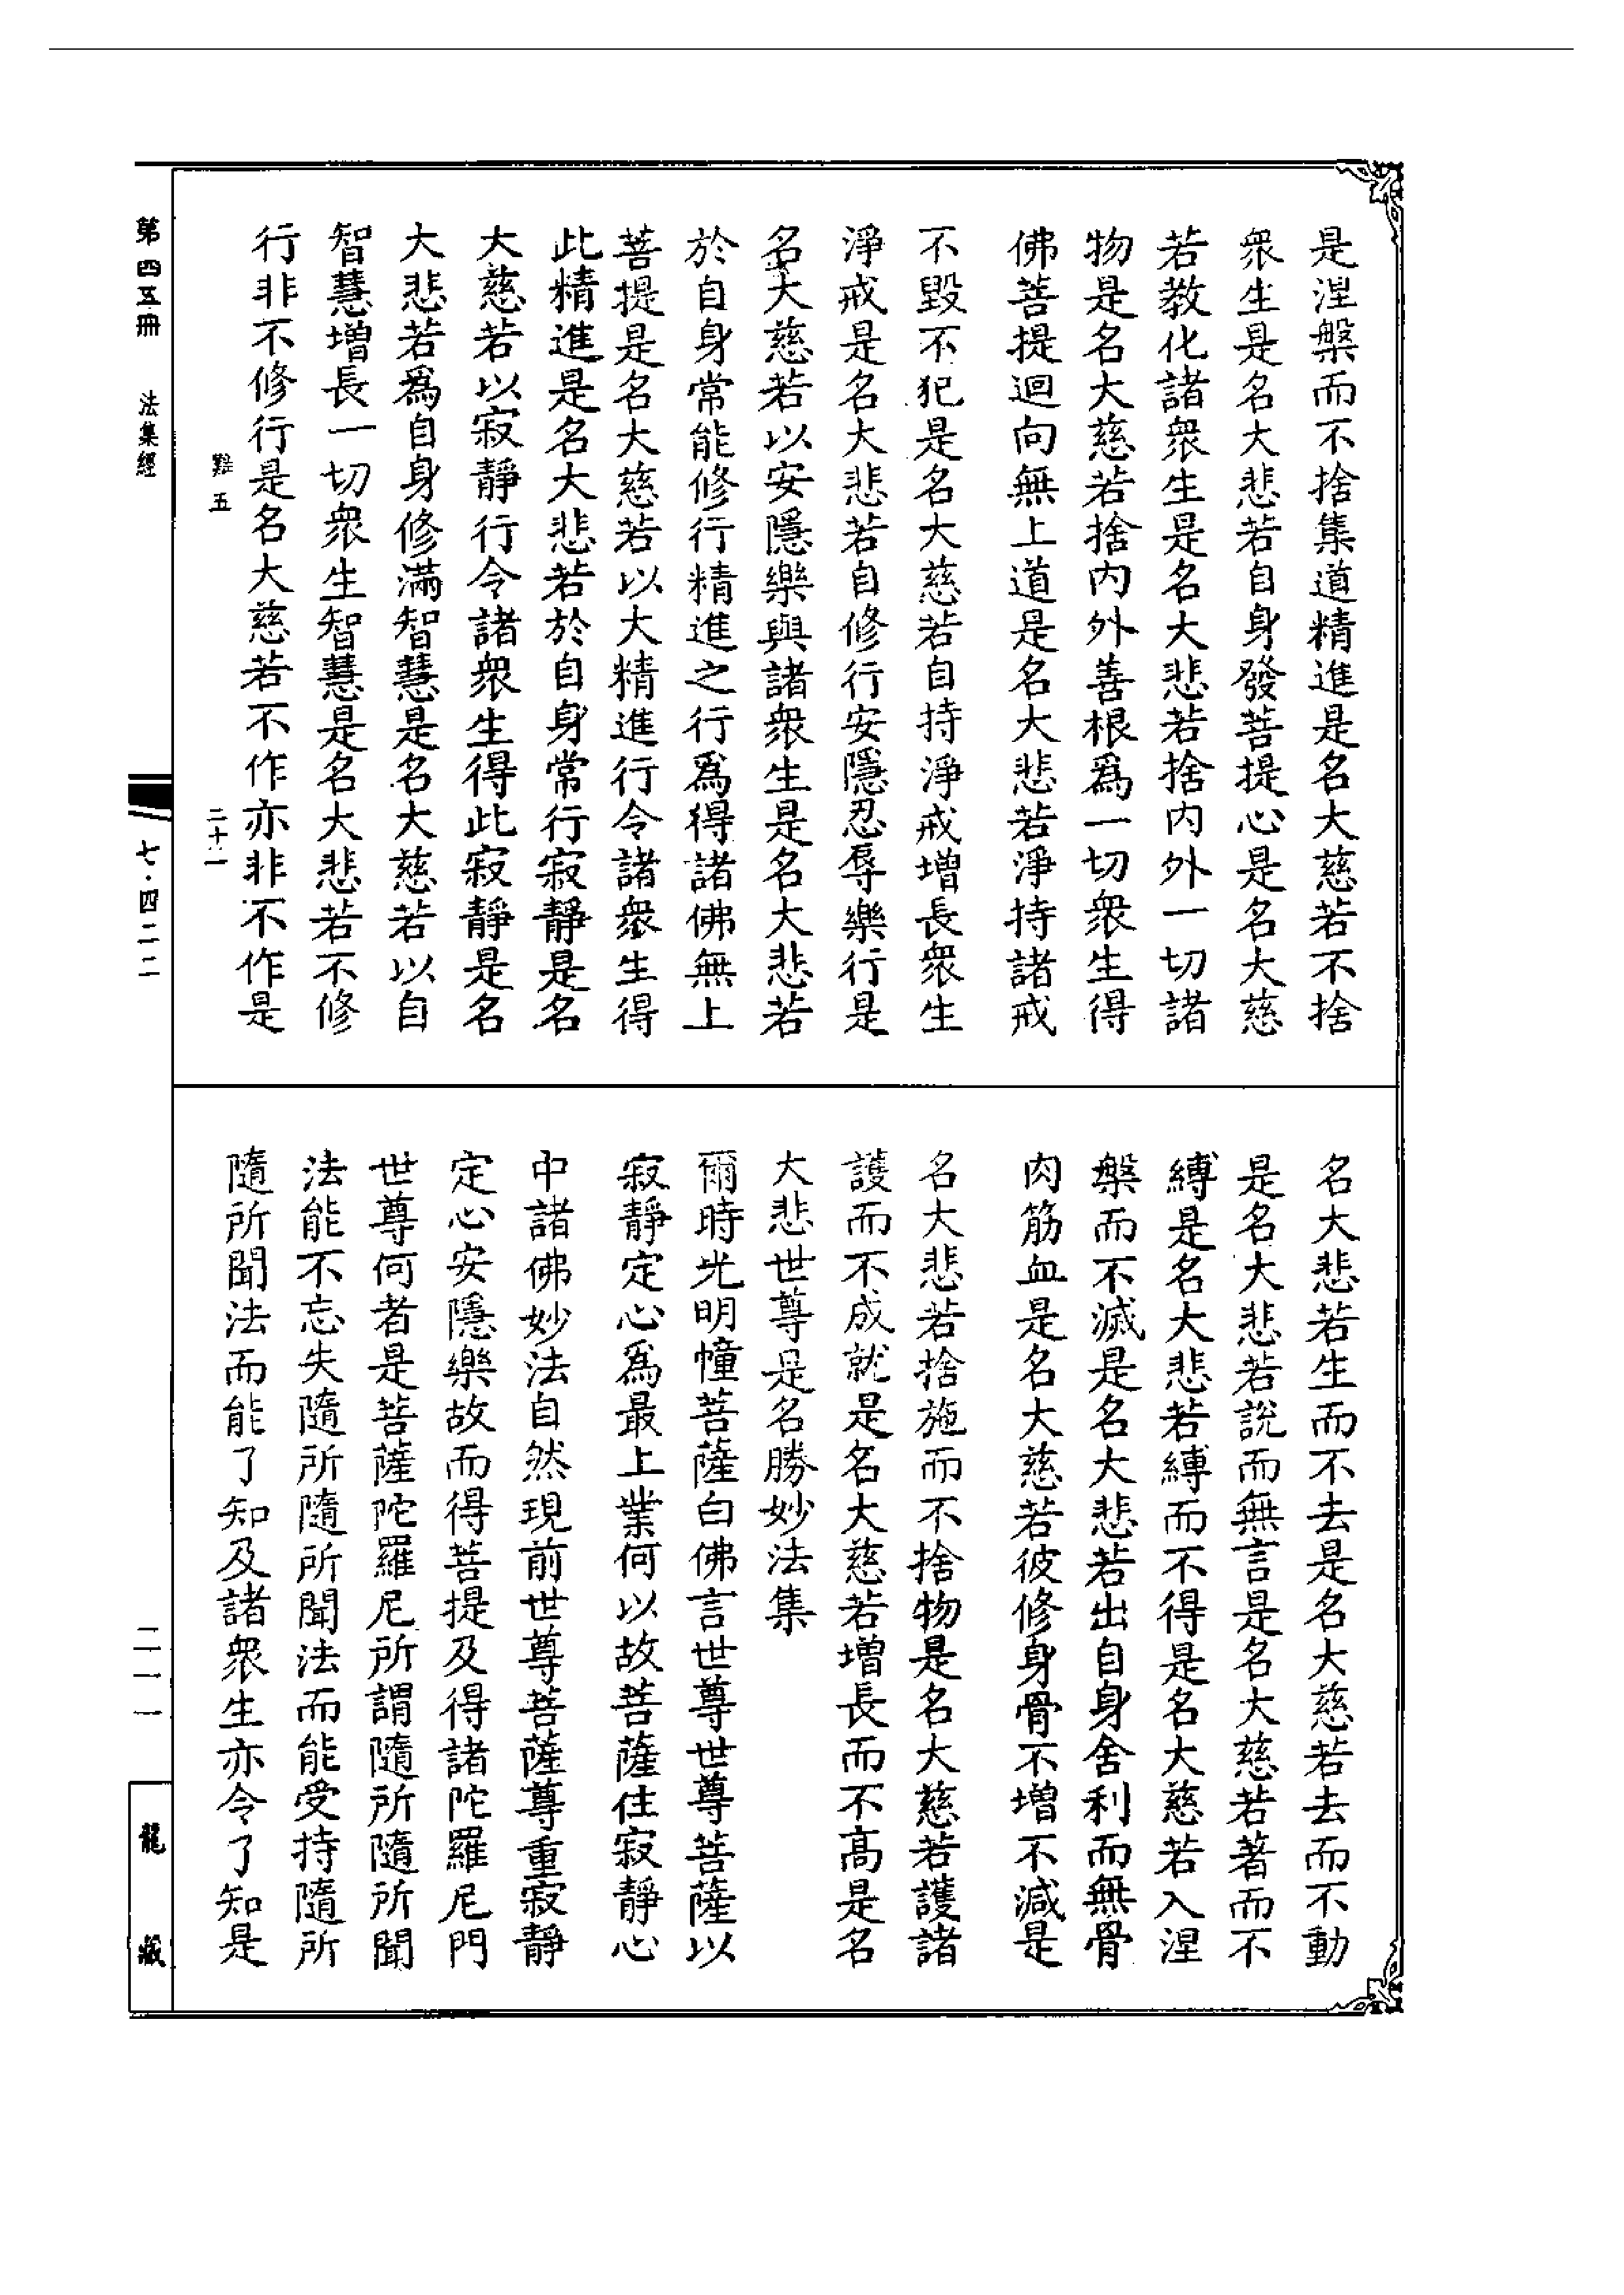 是涅槃而不捨集道精進是名大慈若不捨
衆生是名大悲若自身發菩提心是名大慈
若教化諸衆生是名大悲若捨內外一切諸
物是名大慈若捨內外善根爲一切衆生得
佛菩提迴向無上道是名大悲若淨持諸戒
不毀不犯是名大慈若自持淨戒增長衆生
淨戒是名大悲若自修行安隱忍辱樂行是
名大慈若以安隱樂與諸衆生是名大悲若
於自身常能修行精進之行爲得諸佛無上
菩提是名大慈若以大精進行令諸衆生得
此精進是名大悲若於自身常行寂靜是名
大慈若以寂靜行令諸衆生得此寂靜是名
大悲若爲自身修滿智慧是名大慈若以自
智慧增長一切衆生智慧是名大悲若不修
行非不修行是名大慈若不作亦非不作是
難五
二十一
名大悲若生而不去是名大慈若去而不動
是名大悲若說而無言是名大慈若著而不
縛是名大悲若縛而不得是名大慈若入涅
槃而不滅是名大悲若出自身舍利而無骨
肉筋血是名大慈若彼修身骨不增不減是
名大悲若捨施而不捨物是名大慈若護諸
護而不成就是名大慈若增長而不高是名
大悲世尊是名勝妙法集
爾時光明幢菩薩白佛言世尊世尊菩薩以
寂靜定心爲最上業何以故菩薩住寂靜心
中諸佛妙法自然現前世尊菩薩尊重寂靜
定心安隱樂故而得菩提及得諸陀羅尼門
世尊何者是菩薩陀羅尼所謂隨所隨所聞
法能不忘失隨所隨所聞法而能受持隨所
隨所聞法而能了知及諸衆生亦令了知是
第四五冊
法集經
七·四二二
二一一
龍藏